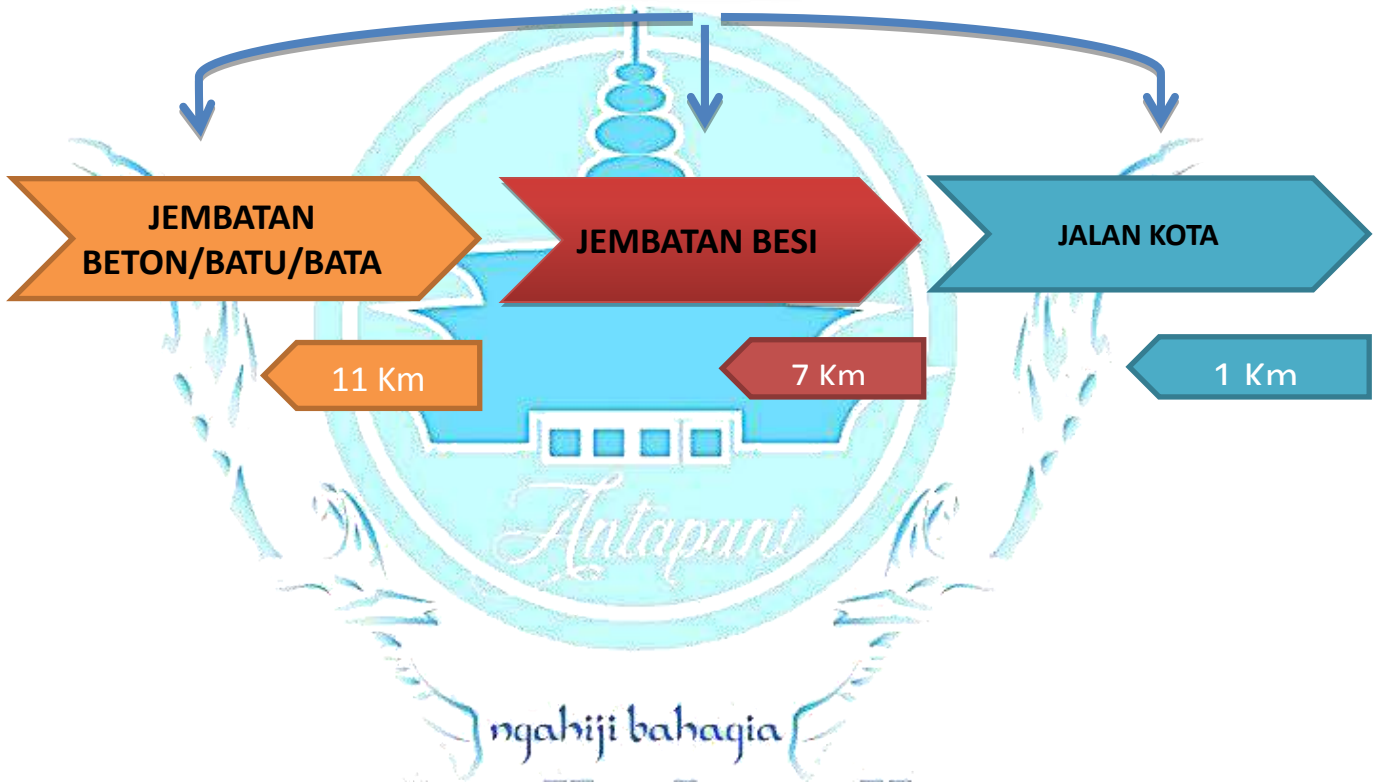 JEMBATAN
BETON/BATU/BATA
JEMBATAN BESI
JALAN KOTA
11 Km
7 Km
1 Km
Antapani
ngahiji bahagia